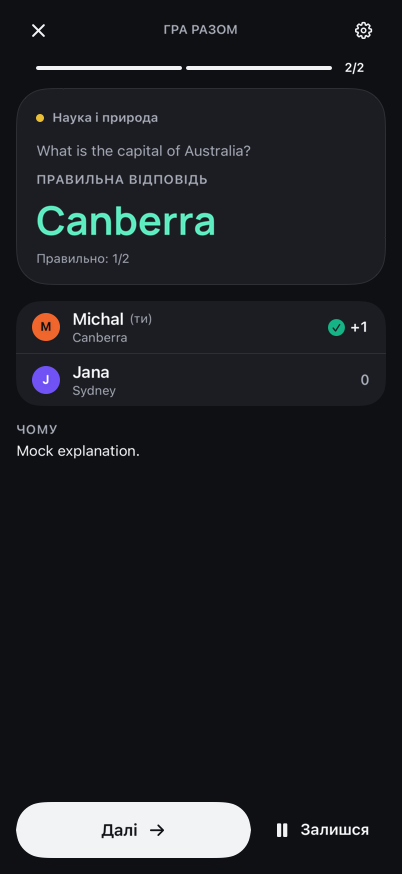 ГРА РАЗОМ
2/2
Наука і природа
What is the capital of Australia?
ПРАВИЛЬНА ВІДПОВІДЬ
Canberra
Правильно: 1/2
M
Michal (ти)
Canberra
+1
J
Jana
Sydney
0
ЧОМУ
Mock explanation.
Далі
Залишся